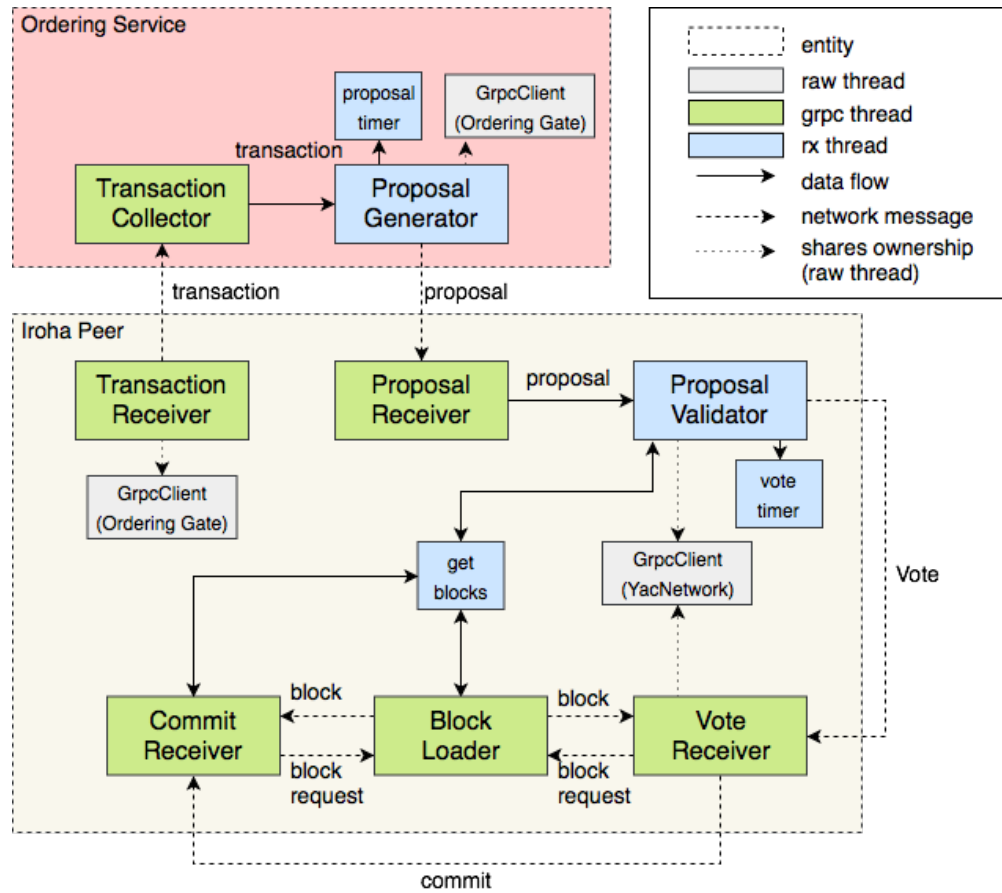 Ordering Service
proposal
timer
GrpcClient
(Ordering Gate)
transaction
Transaction
Collector
Proposal
Generator
transaction
proposal
entity
raw thread
grpc thread
rx thread
data flow
network message
shares ownership
(raw thread)
Iroha Peer
Transaction
Receiver
Proposal
Receiver
proposal
Proposal
Validator
GrpcClient
(Ordering Gate)
vote
timer
get
blocks
GrpcClient
(YacNetwork)
Vote
Commit
Receiver
block
block
request
Block
Loader
block
block
request
Vote
Receiver
commit